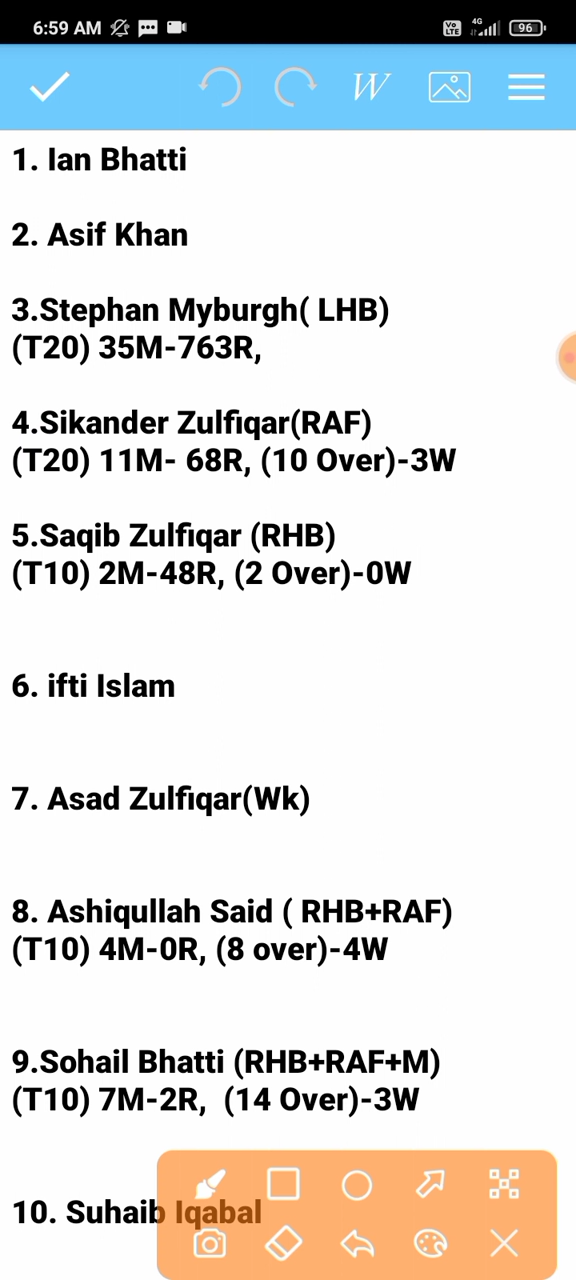 6:59 AM
Vo LTE 4G 96
W
1. Ian Bhatti
2. Asif Khan
3.Stephan Myburgh( LHB)
(T20) 35M-763R,
4.Sikander Zulfiqar(RAF)
(T20) 11M- 68R, (10 Over)-3W
5.Saqib Zulfiqar (RHB)
(T10) 2M-48R, (2 Over)-0W
6. ifti Islam
7. Asad Zulfiqar(Wk)
8. Ashiqullah Said ( RHB+RAF)
(T10) 4M-0R, (8 over)-4W
9.Sohail Bhatti (RHB+RAF+M)
(T10) 7M-2R, (14 Over)-3W
10. Suhaib Iqabal